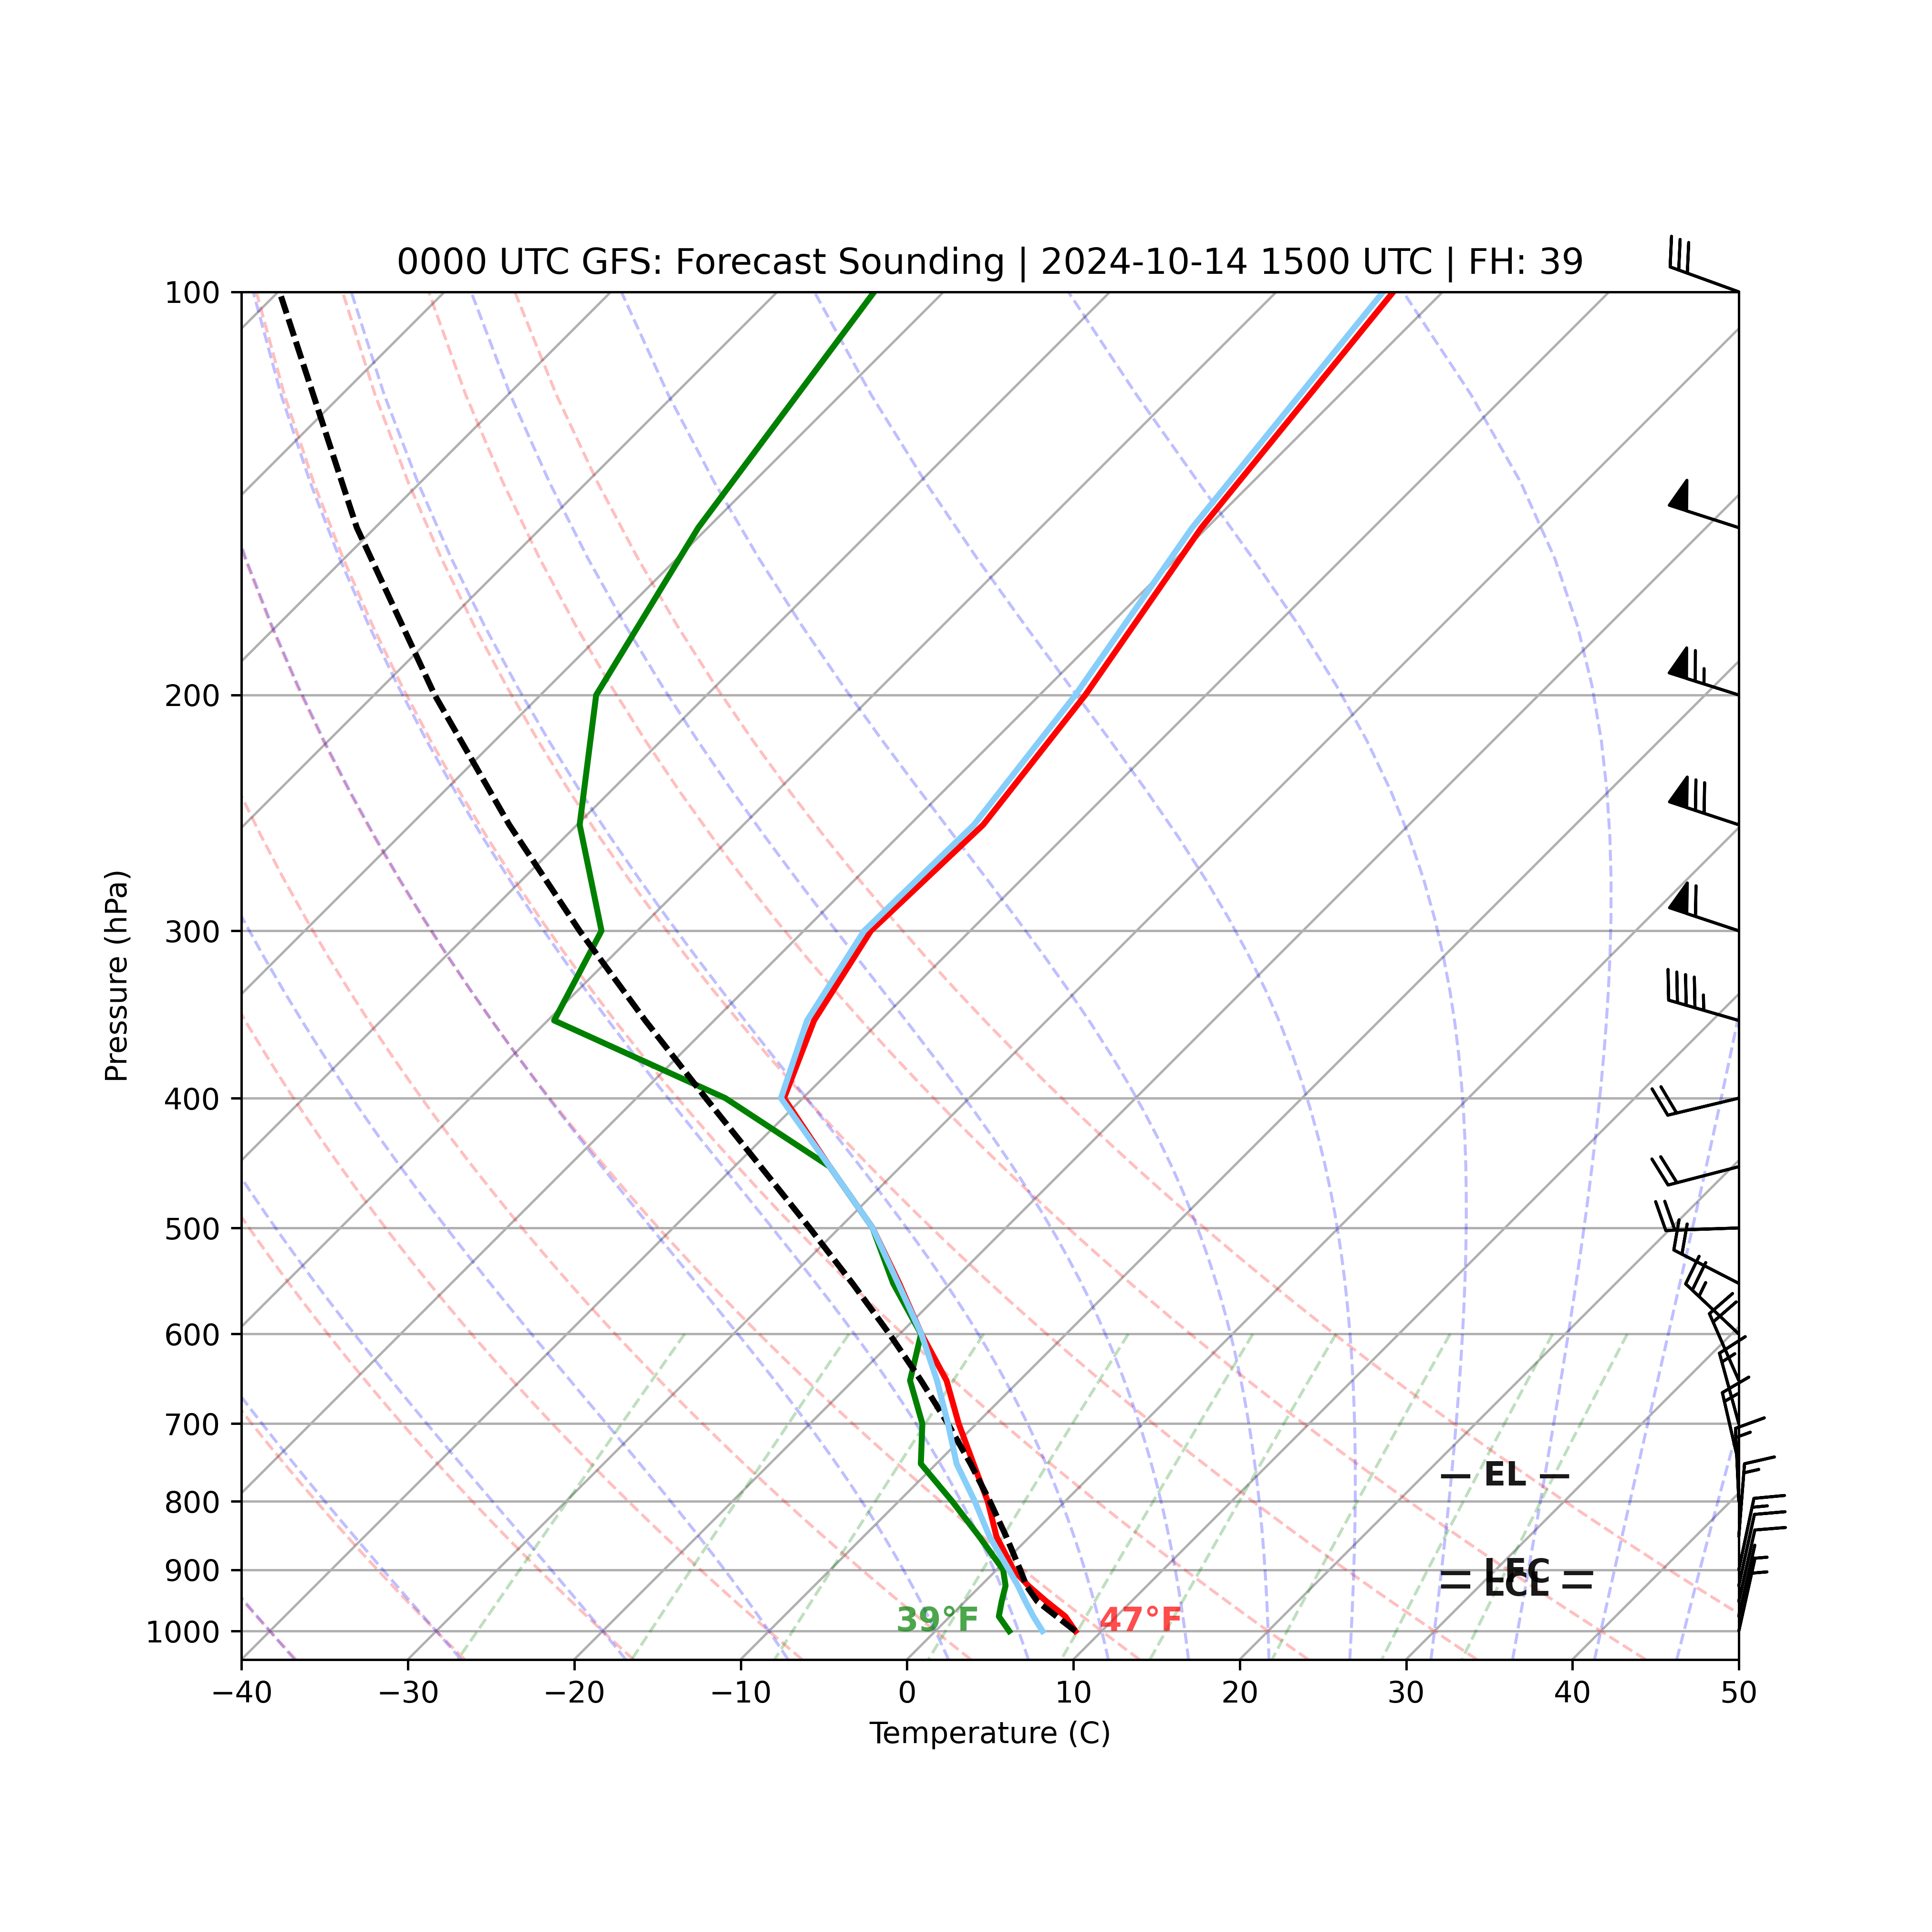 0000 UTC GFS: Forecast Sounding | 2024-10-14 1500 UTC | FH: 39
100
200
300
400
500
600
700
800
900
1000
Pressure (hPa)
— EL —
— LFC —
— LCL —
39°F
47°F
−40 −30 −20 −10 0 10 20 30 40 50
Temperature (C)